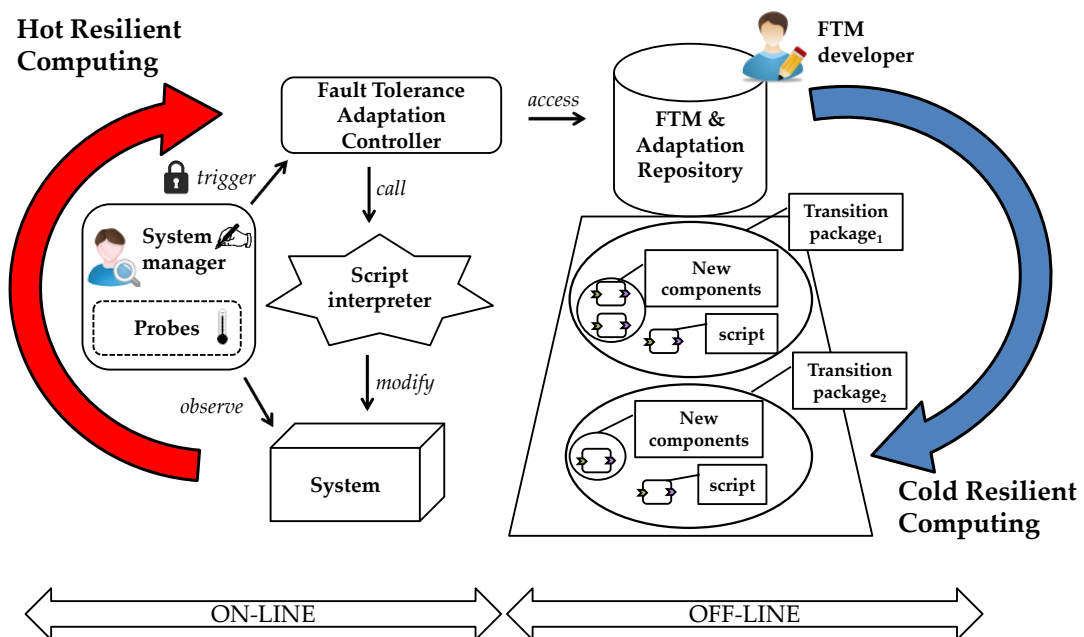 Hot Resilient
Computing
Fault Tolerance
Adaptation
Controller
access
FTM
developer
FTM &
Adaptation
Repository
trigger
call
System
manager
Probes
Script
interpreter
observe
modify
System
Transition
package₁
New
components
script
Transition
package₂
New
components
script
Cold Resilient
Computing
ON-LINE
OFF-LINE